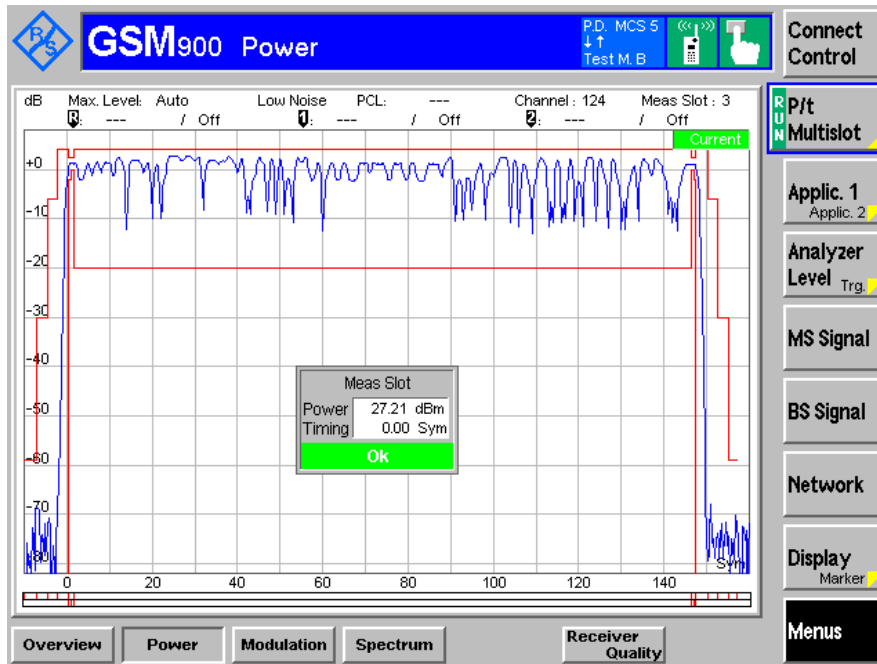 R/S
GSM900 Power
P.D. MCS 5
Test M. B
Connect Control
dB Max. Level: Auto Low Noise PCL: --- Channel : 124 Meas Slot : 3
R: --- / Off 1: --- / Off 2: --- / Off
Current
RUN
P/t Multislot
Applic. 1
Applic. 2
Analyzer Level Trg.
MS Signal
BS Signal
Network
Display
Marker
Menus
+0
-10
-20
-30
-40
-50
-60
-70
-80
Meas Slot
Power 27.21 dBm
Timing 0.00 Sym
Ok
Sym
0 20 40 60 80 100 120 140
Overview Power Modulation Spectrum Receiver Quality